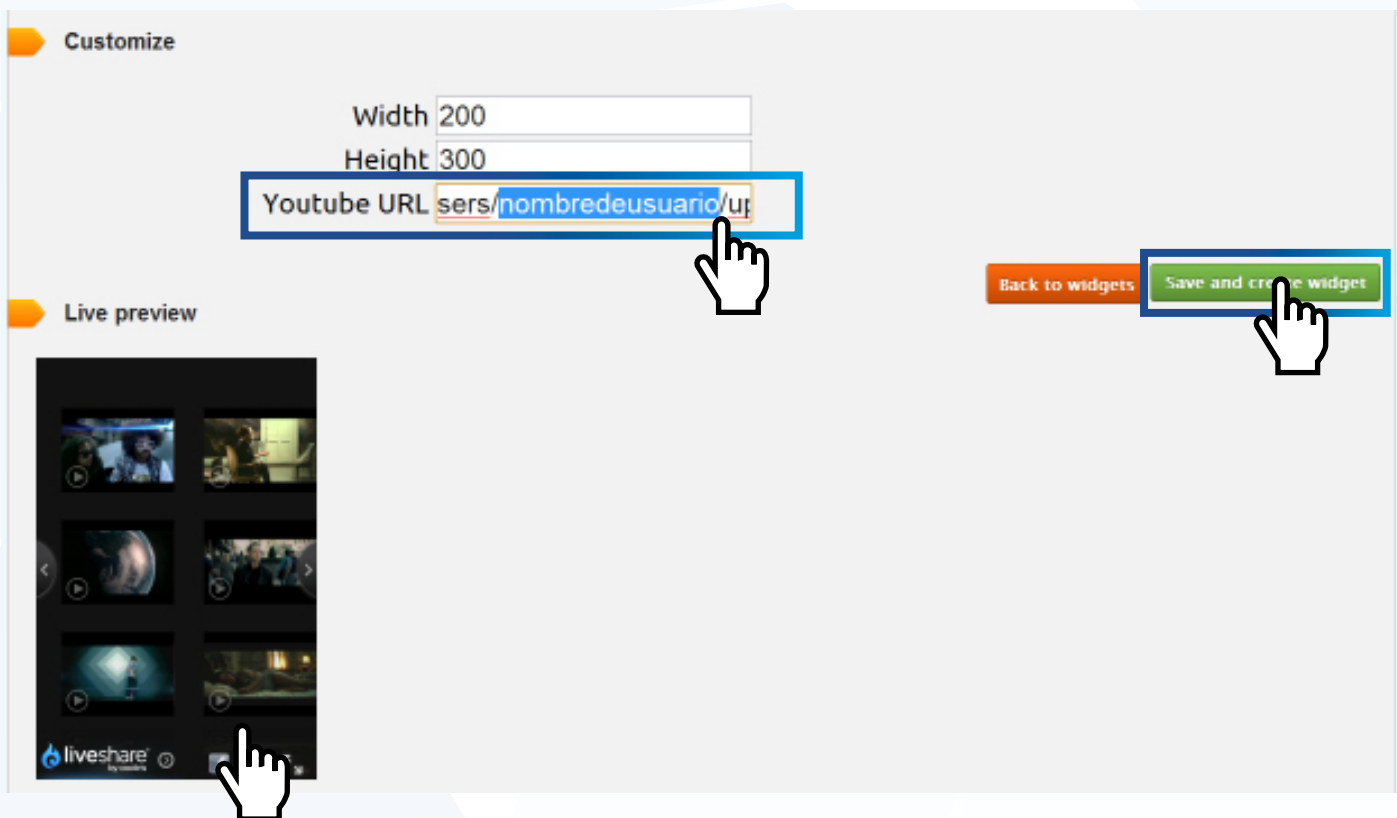 Customize
Width 200
Height 300
Youtube URL sers/nombredeusuario/up
Back to widgets
Save and create widget
Live preview
liveshare